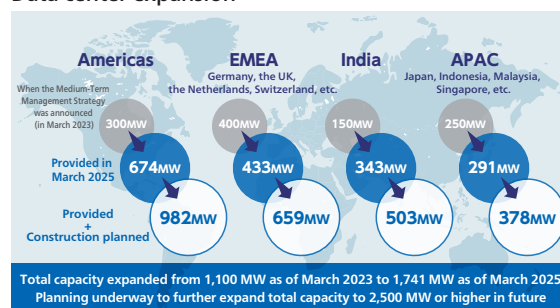 Americas
EMEA
Germany, the UK,
the Netherlands, Switzerland, etc.
India
APAC
Japan, Indonesia, Malaysia,
Singapore, etc.
When the Medium-Term
Management Strategy
was announced
(in March 2023)
300MW
400MW
150MW
250MW
Provided in
March 2025
674MW
433MW
343MW
291MW
Provided
+
Construction planned
982MW
659MW
503MW
378MW
Total capacity expanded from 1,100 MW as of March 2023 to 1,741 MW as of March 2025
Planning underway to further expand total capacity to 2,500 MW or higher in future